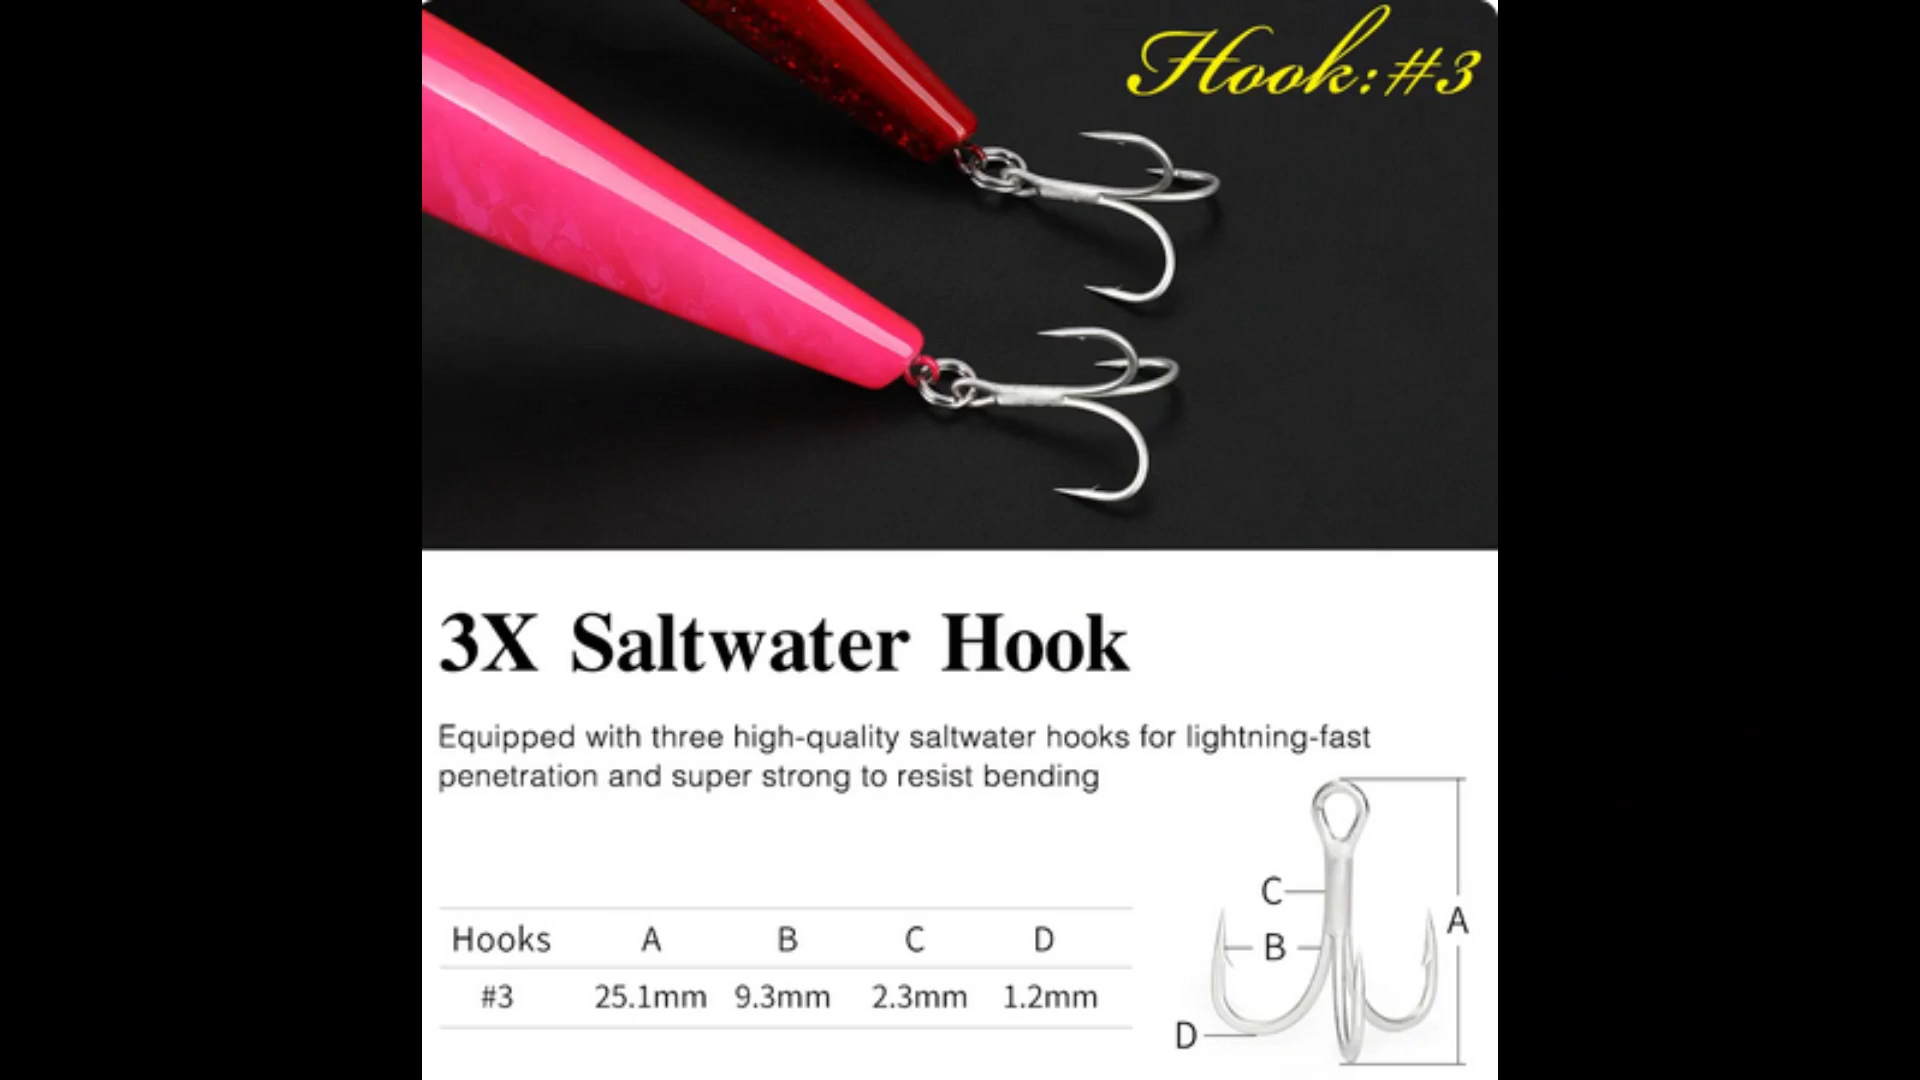 Hook:#3
3X Saltwater Hook
Equipped with three high-quality saltwater hooks for lightning-fast
penetration and super strong to resist bending
Hooks A B C D
#3 25.1mm 9.3mm 2.3mm 1.2mm
C
A
B
D